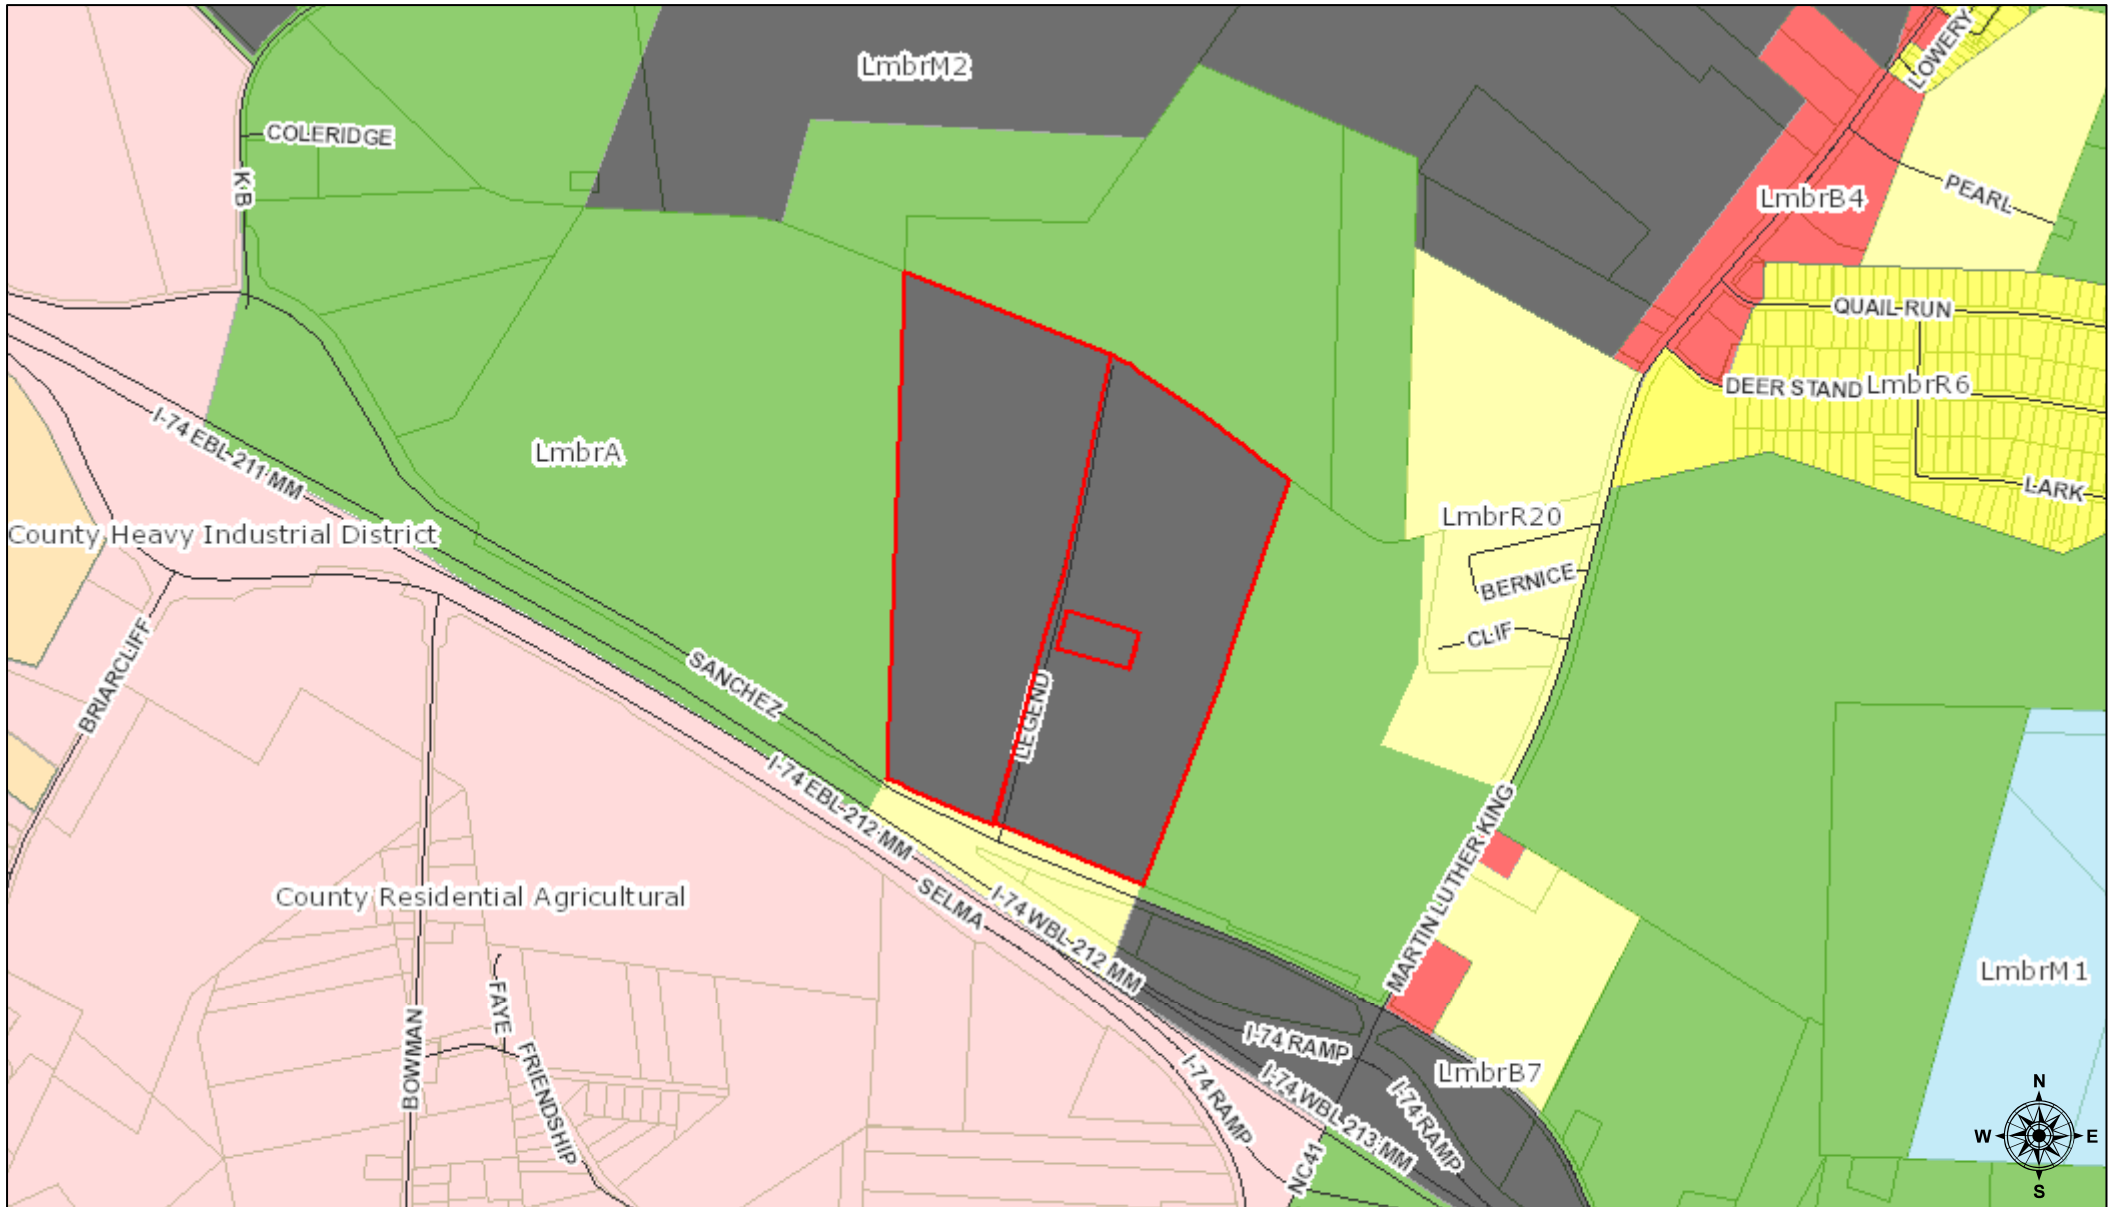 LOWERY
LmbrM2
COLERIDGE
K B
PEARL
LmbrB4
QUAIL RUN
DEER STAND
LmbrR6
I-74 EBL 211 MM
LmbrA
LARK
LmbrR20
County Heavy Industrial District
BERNICE
CLIF
BRIARCLIFF
SANCHEZ
LEGEND
I-74 EBL 212 MM
MARTIN LUTHER KING
County Residential Agricultural
SELMA
I-74 WBL 212 MM
LmbrM1
FAYE
BOWMAN
I-74 RAMP
LmbrB7
FRIENDSHIP
I-74 RAMP
I-74 WBL 213 MM
I-74 RAMP
NC41
N
W
E
S